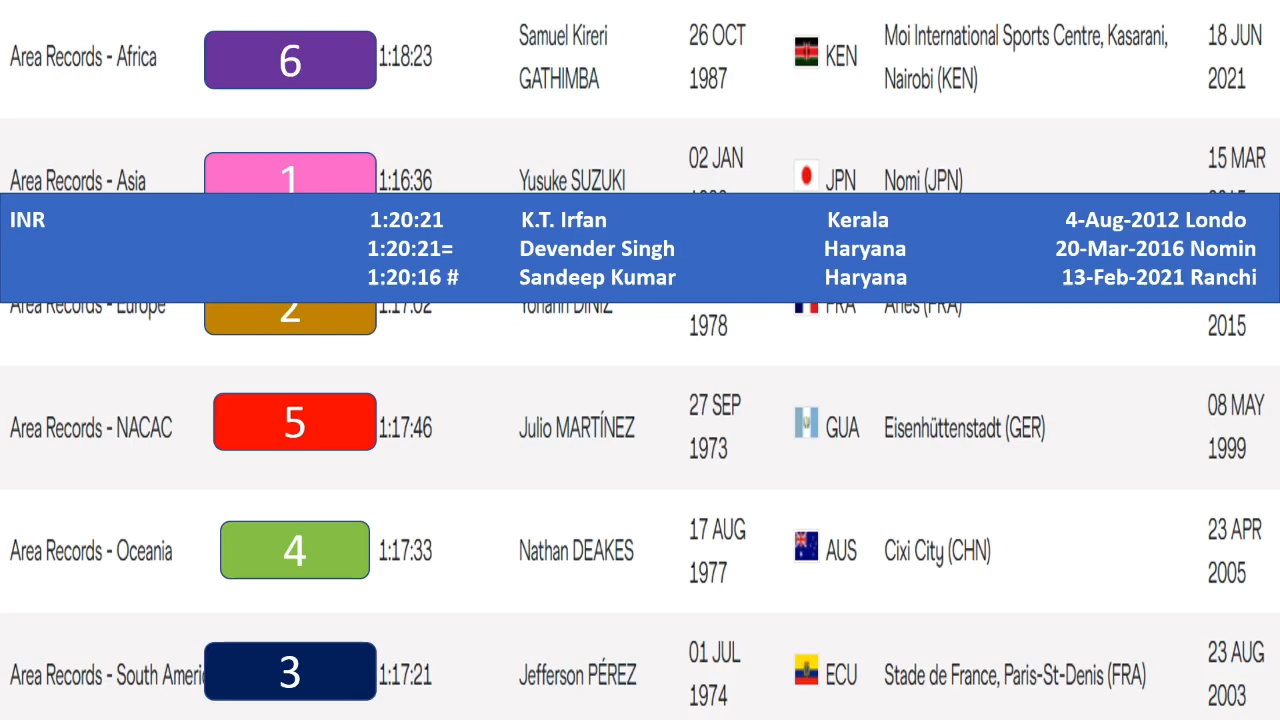 Area Records - Africa 6 1:18:23 Samuel Kireri GATHIMBA 26 OCT 1987 KEN Moi International Sports Centre, Kasarani, Nairobi (KEN) 18 JUN 2021
Area Records - Asia 1 1:16:36 Yusuke SUZUKI 02 JAN JPN Nomi (JPN) 15 MAR
INR 1:20:21 K.T. Irfan Kerala 4-Aug-2012 Londo
1:20:21= Devender Singh Haryana 20-Mar-2016 Nomin
1:20:16 # Sandeep Kumar Haryana 13-Feb-2021 Ranchi
Area Records - Europe 2 1:17:02 Yohann DINIZ 1978 FRA Arles (FRA) 2015
Area Records - NACAC 5 1:17:46 Julio MARTÍNEZ 27 SEP 1973 GUA Eisenhüttenstadt (GER) 08 MAY 1999
Area Records - Oceania 4 1:17:33 Nathan DEAKES 17 AUG 1977 AUS Cixi City (CHN) 23 APR 2005
Area Records - South Ameri 3 1:17:21 Jefferson PÉREZ 01 JUL 1974 ECU Stade de France, Paris-St-Denis (FRA) 23 AUG 2003